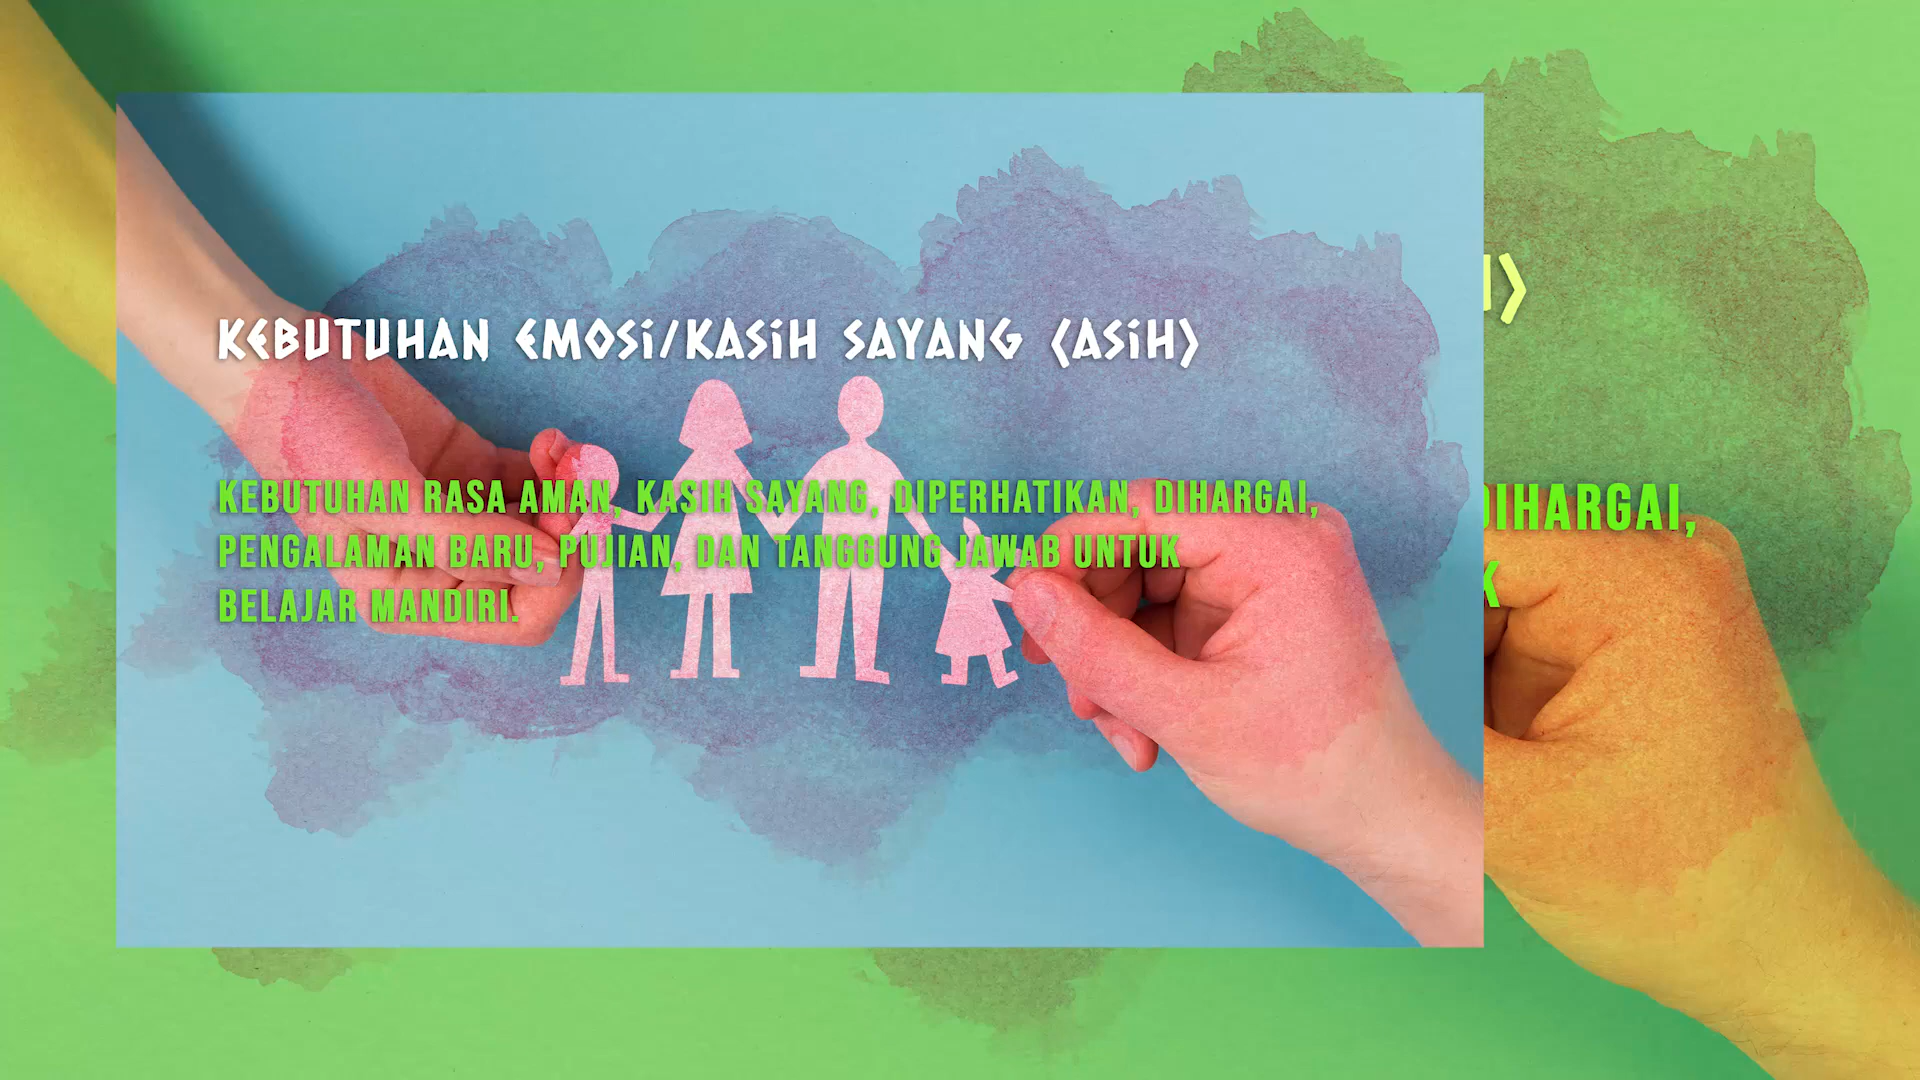 KEBUTUHAN EMOSI/KASIH SAYANG (ASIH)
KEBUTUHAN RASA AMAN, KASIH SAYANG, DIPERHATIKAN, DIHARGAI,
PENGALAMAN BARU, PUJIAN, DAN TANGGUNG JAWAB UNTUK
BELAJAR MANDIRI.
DIHARGAI,